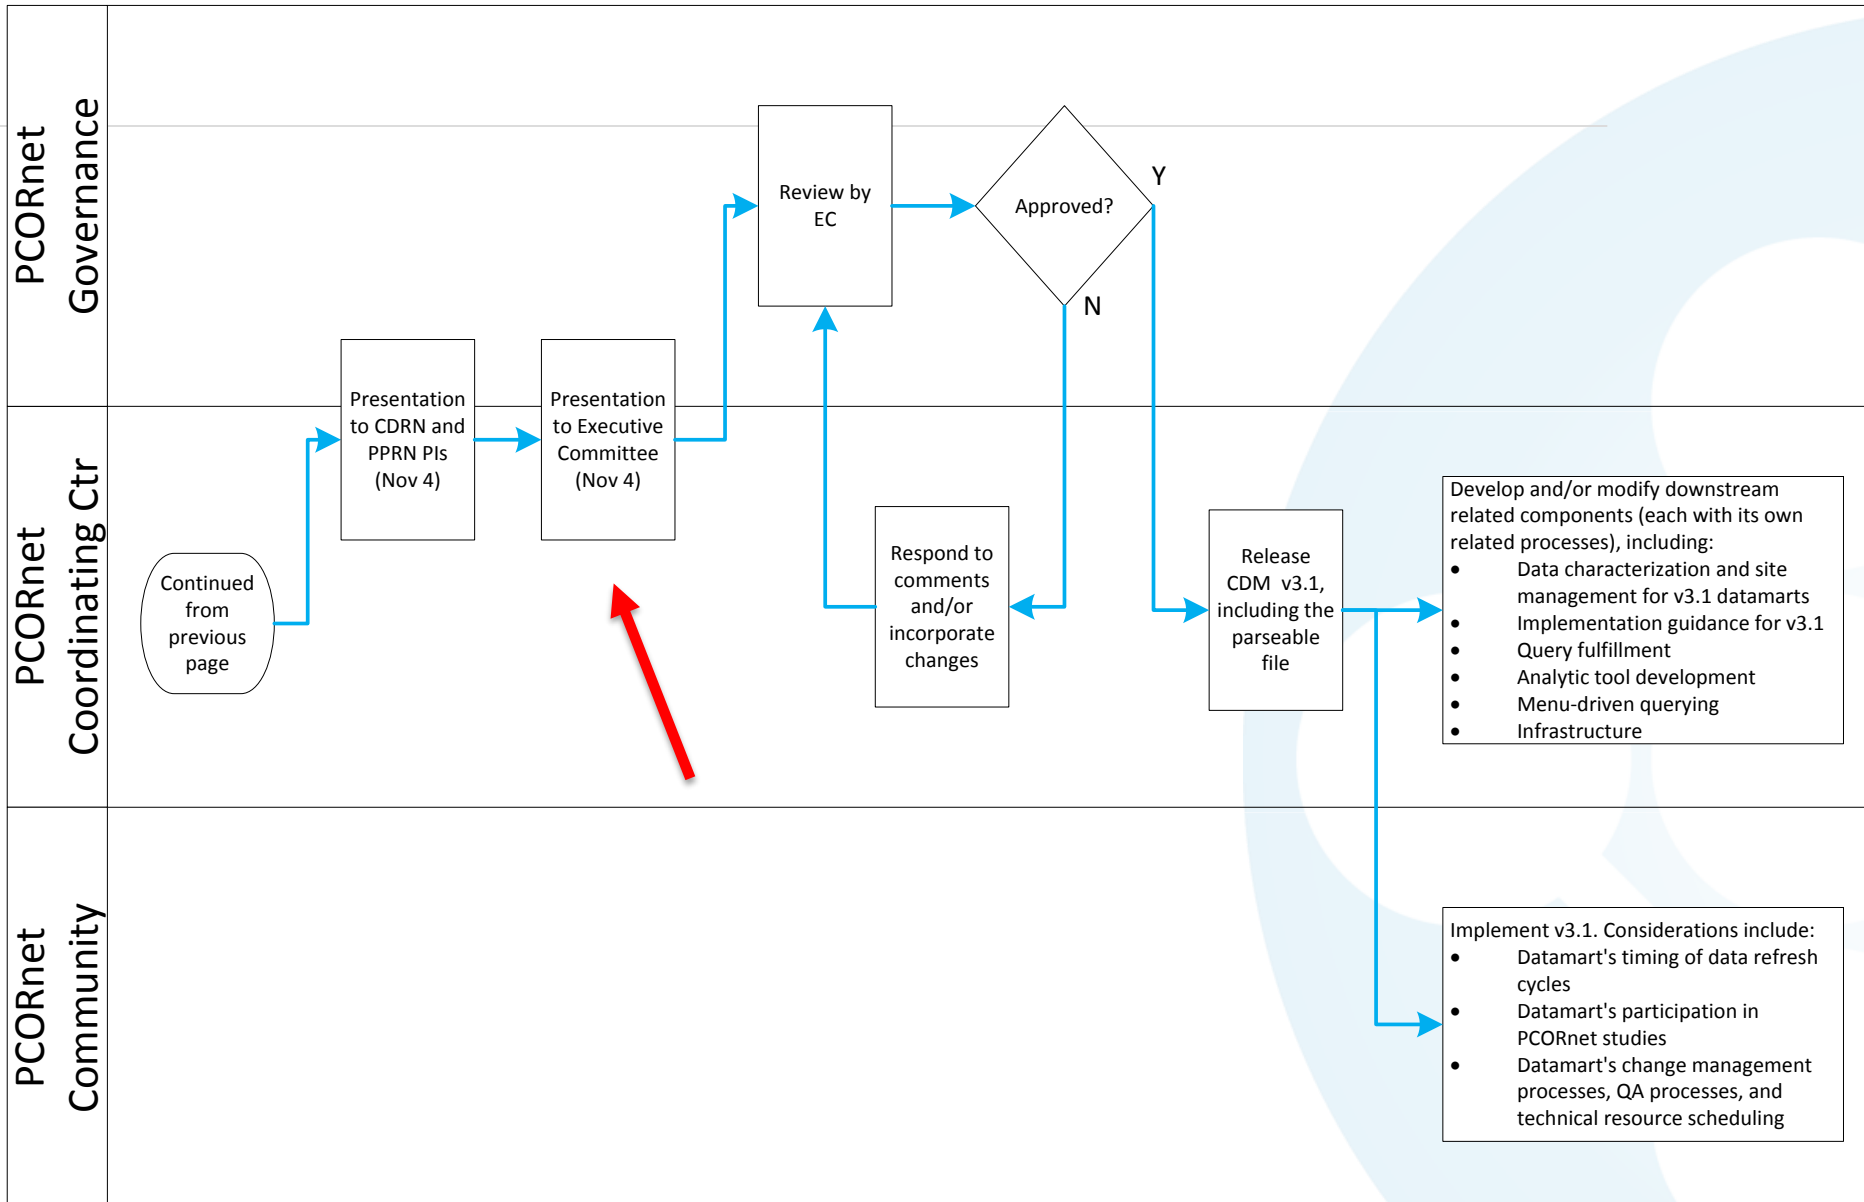 PCORnet
Governance
Review by
EC
Approved?
Y
N
PCORnet
Coordinating Ctr
Continued
from
previous
page
Presentation
to CDRN and
PPRN PIs
(Nov 4)
Presentation
to Executive
Committee
(Nov 4)
Respond to
comments
and/or
incorporate
changes
Release
CDM v3.1,
including the
parseable
file
Develop and/or modify downstream
related components (each with its own
related processes), including:
● Data characterization and site
management for v3.1 datamarts
● Implementation guidance for v3.1
● Query fulfillment
● Analytic tool development
● Menu-driven querying
● Infrastructure
PCORnet
Community
Implement v3.1. Considerations include:
● Datamart's timing of data refresh
cycles
● Datamart's participation in
PCORnet studies
● Datamart's change management
processes, QA processes, and
technical resource scheduling